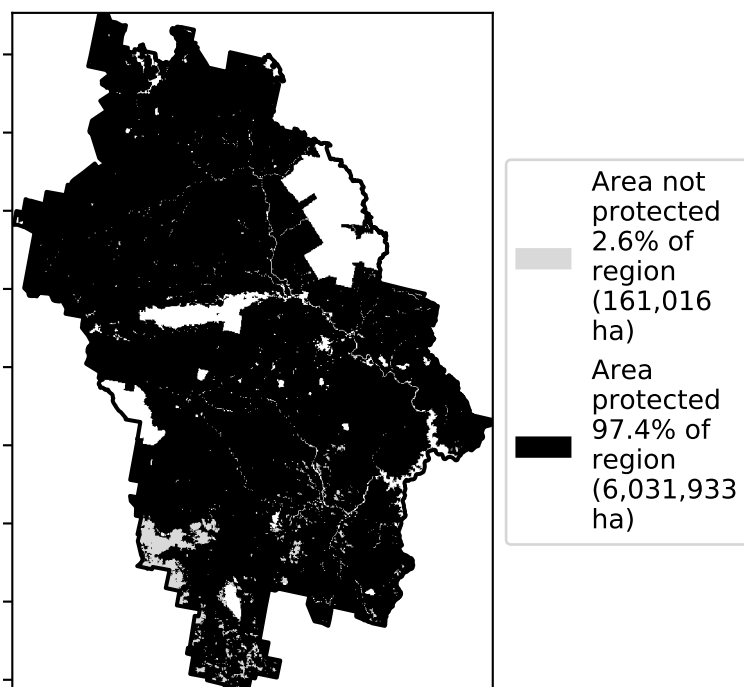 Area not
protected
2.6% of
region
(161,016
ha)
Area
protected
97.4% of
region
(6,031,933
ha)